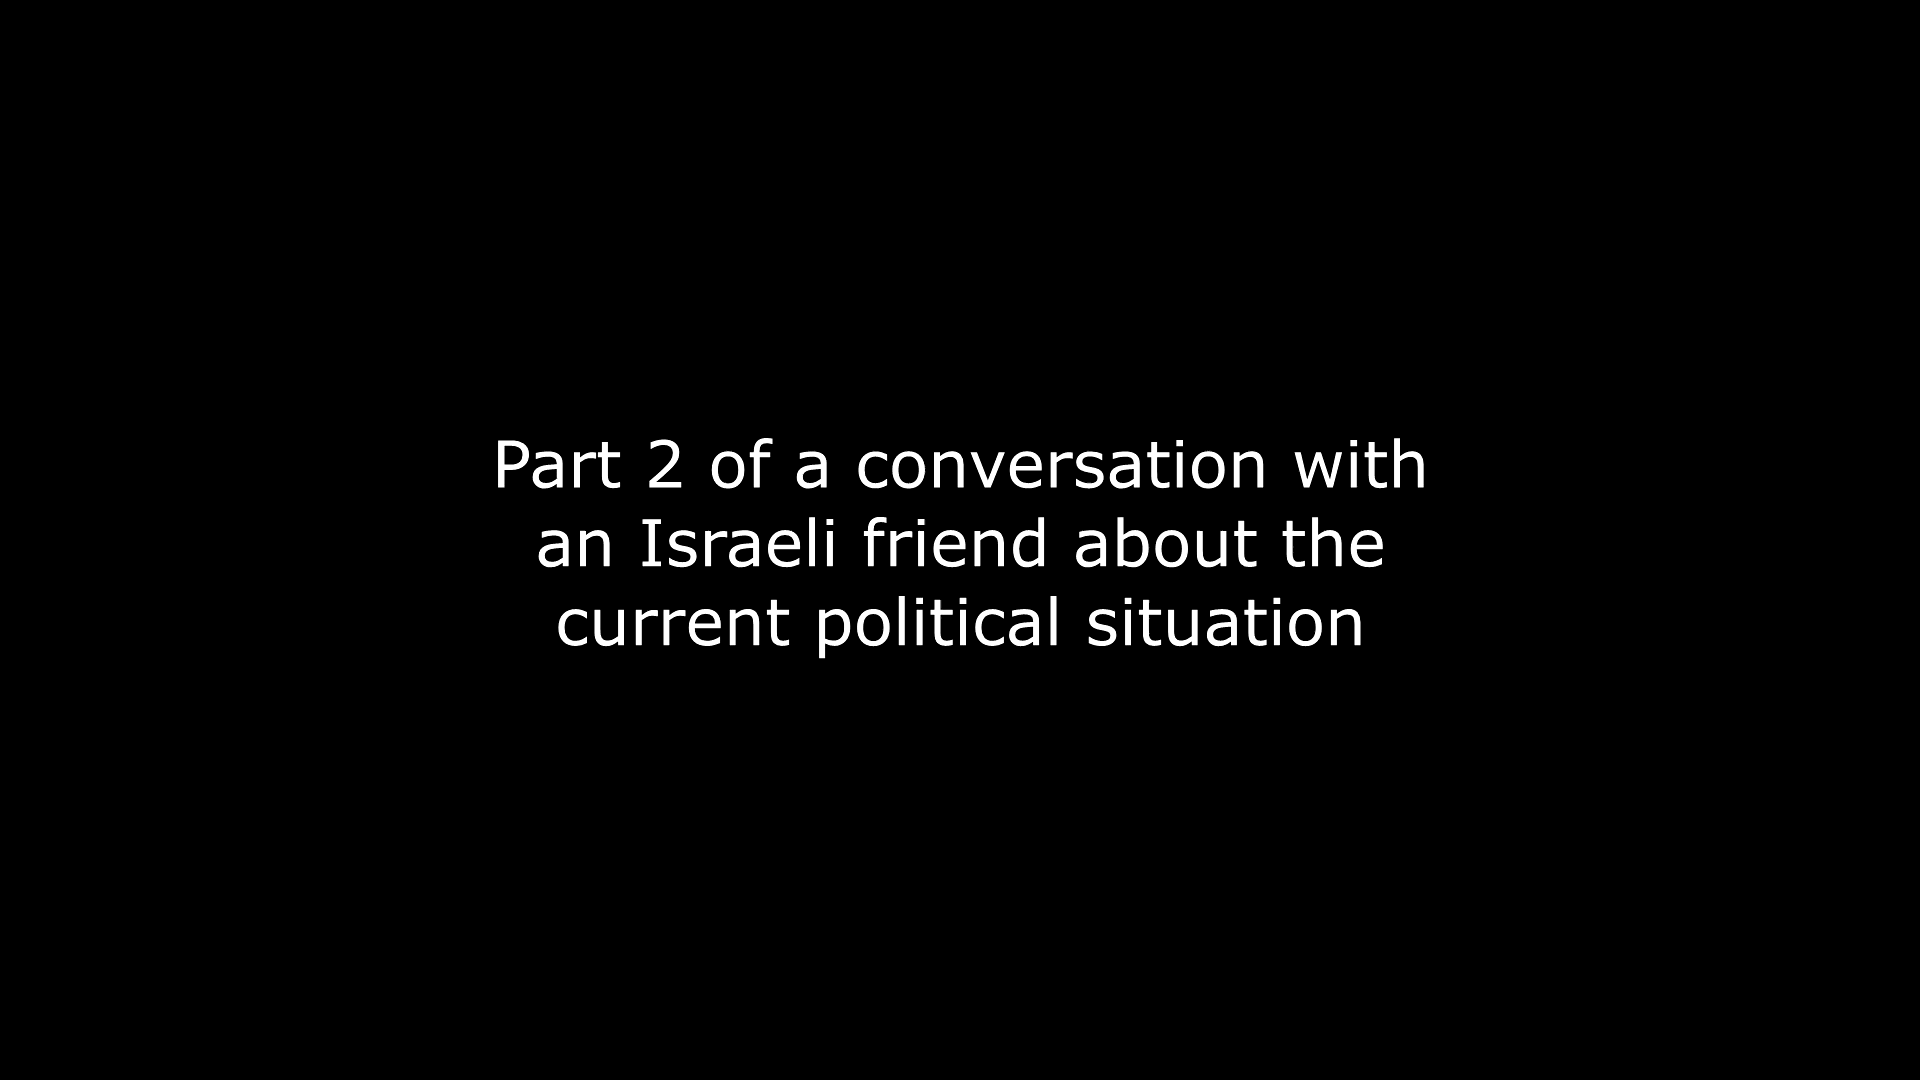 Part 2 of a conversation with
an Israeli friend about the
current political situation